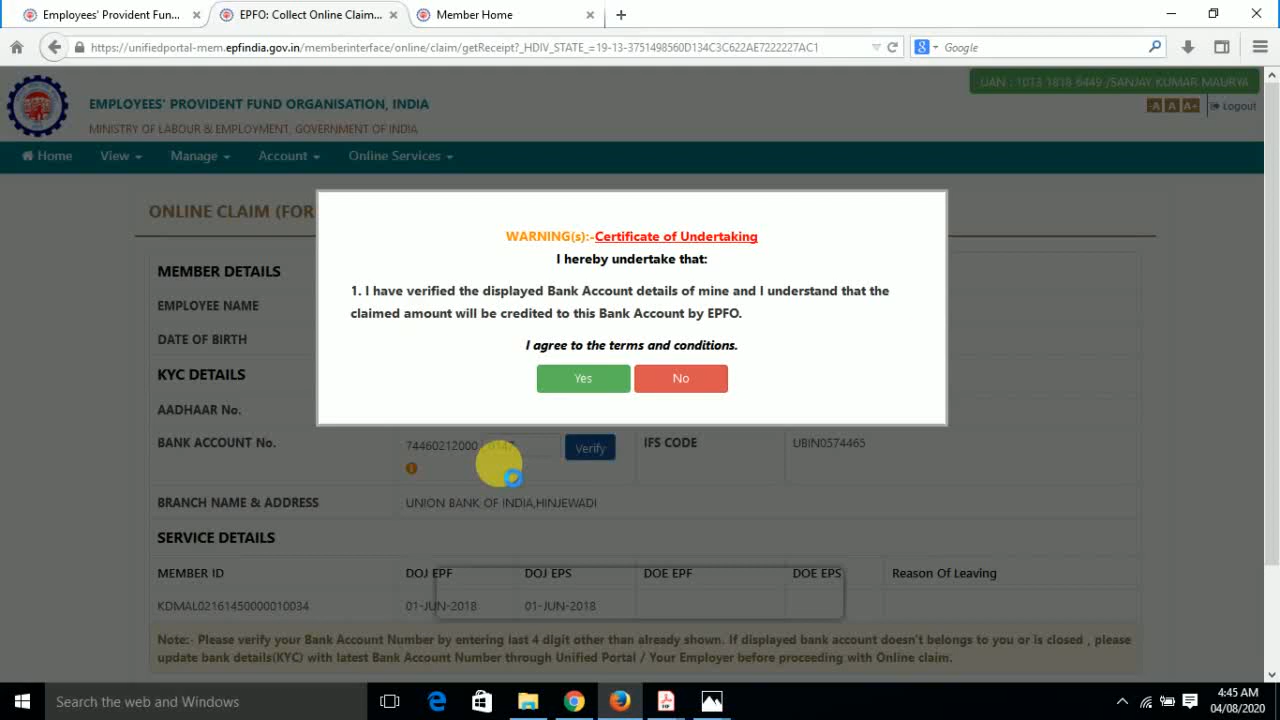 Employees' Provident Fun...
EPFO: Collect Online Claim...
Member Home
https://unifiedportal-mem.epfindia.gov.in/memberinterface/online/claim/getReceipt?_HDIV_STATE_=19-13-3751498560D134C3C622AE7222227AC1
Google
UAN : 1013 1818 6449 /SANJAY KUMAR MAURYA
EMPLOYEES' PROVIDENT FUND ORGANISATION, INDIA
-A A A+ Logout
MINISTRY OF LABOUR & EMPLOYMENT, GOVERNMENT OF INDIA
Home View Manage Account Online Services
ONLINE CLAIM (FOR
WARNING(s):-Certificate of Undertaking
I hereby undertake that:
1. I have verified the displayed Bank Account details of mine and I understand that the
claimed amount will be credited to this Bank Account by EPFO.
I agree to the terms and conditions.
Yes No
MEMBER DETAILS
EMPLOYEE NAME
DATE OF BIRTH
KYC DETAILS
AADHAAR No.
BANK ACCOUNT No. 74460212000 Verify IFS CODE UBIN0574465
BRANCH NAME & ADDRESS UNION BANK OF INDIA,HINJEWADI
SERVICE DETAILS
MEMBER ID DOJ EPF DOJ EPS DOE EPF DOE EPS Reason Of Leaving
KDMAL02161450000010034 01-JUN-2018 01-JUN-2018
Note:- Please verify your Bank Account Number by entering last 4 digit other than already shown. If displayed bank account doesn't belongs to you or is closed , please
update bank details(KYC) with latest Bank Account Number through Unified Portal / Your Employer before proceeding with Online claim.
Search the web and Windows
4:45 AM
04/08/2020